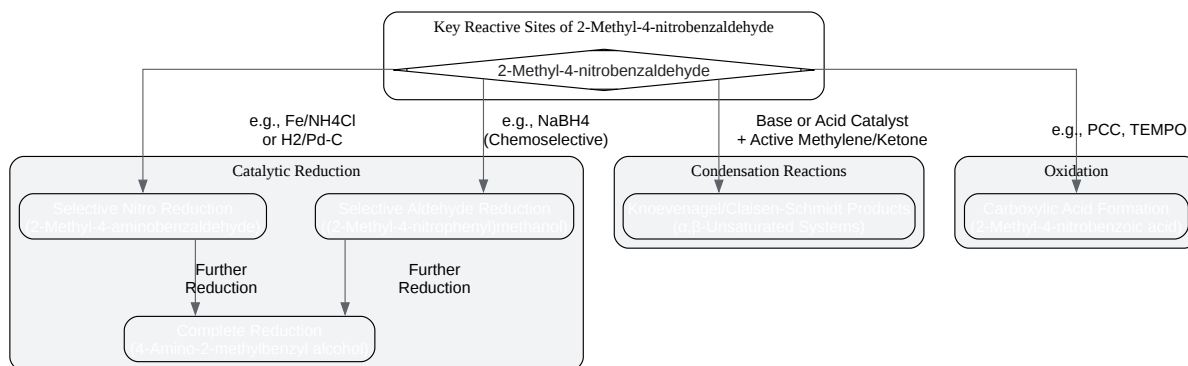 Key Reactive Sites of 2-Methyl-4-nitrobenzaldehyde
2-Methyl-4-nitrobenzaldehyde
e.g., Fe/NH4Cl
or H2/Pd-C
e.g., NaBH4
(Chemoselective)
Base or Acid Catalyst
+ Active Methylene/Ketone
e.g., PCC, TEMPO
Catalytic Reduction
Condensation Reactions
Oxidation
Selective Nitro Reduction
(2-Methyl-4-aminobenzaldehyde)
Selective Aldehyde Reduction
((2-Methyl-4-nitrophenyl)methanol)
Knoevenagel/Claisen-Schmidt Products
(α,β-Unsaturated Systems)
Carboxylic Acid Formation
(2-Methyl-4-nitrobenzoic acid)
Further
Reduction
Further
Reduction
Complete Reduction
(4-Amino-2-methylbenzyl alcohol)